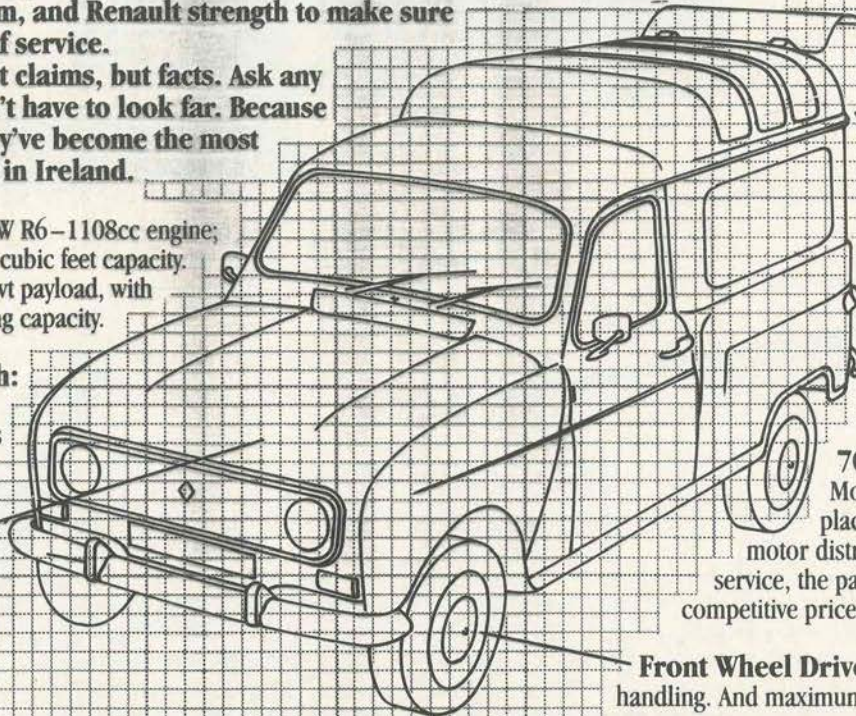 m, and Renault strength to make sure
f service.
t claims, but facts. Ask any
't have to look far. Because
y've become the most
in Ireland.
W R6–1108cc engine;
cubic feet capacity.
vt payload, with
ng capacity.
h:
s
70
Mo
plac
motor distr
service, the pa
competitive price
Front Wheel Drive
handling. And maximum